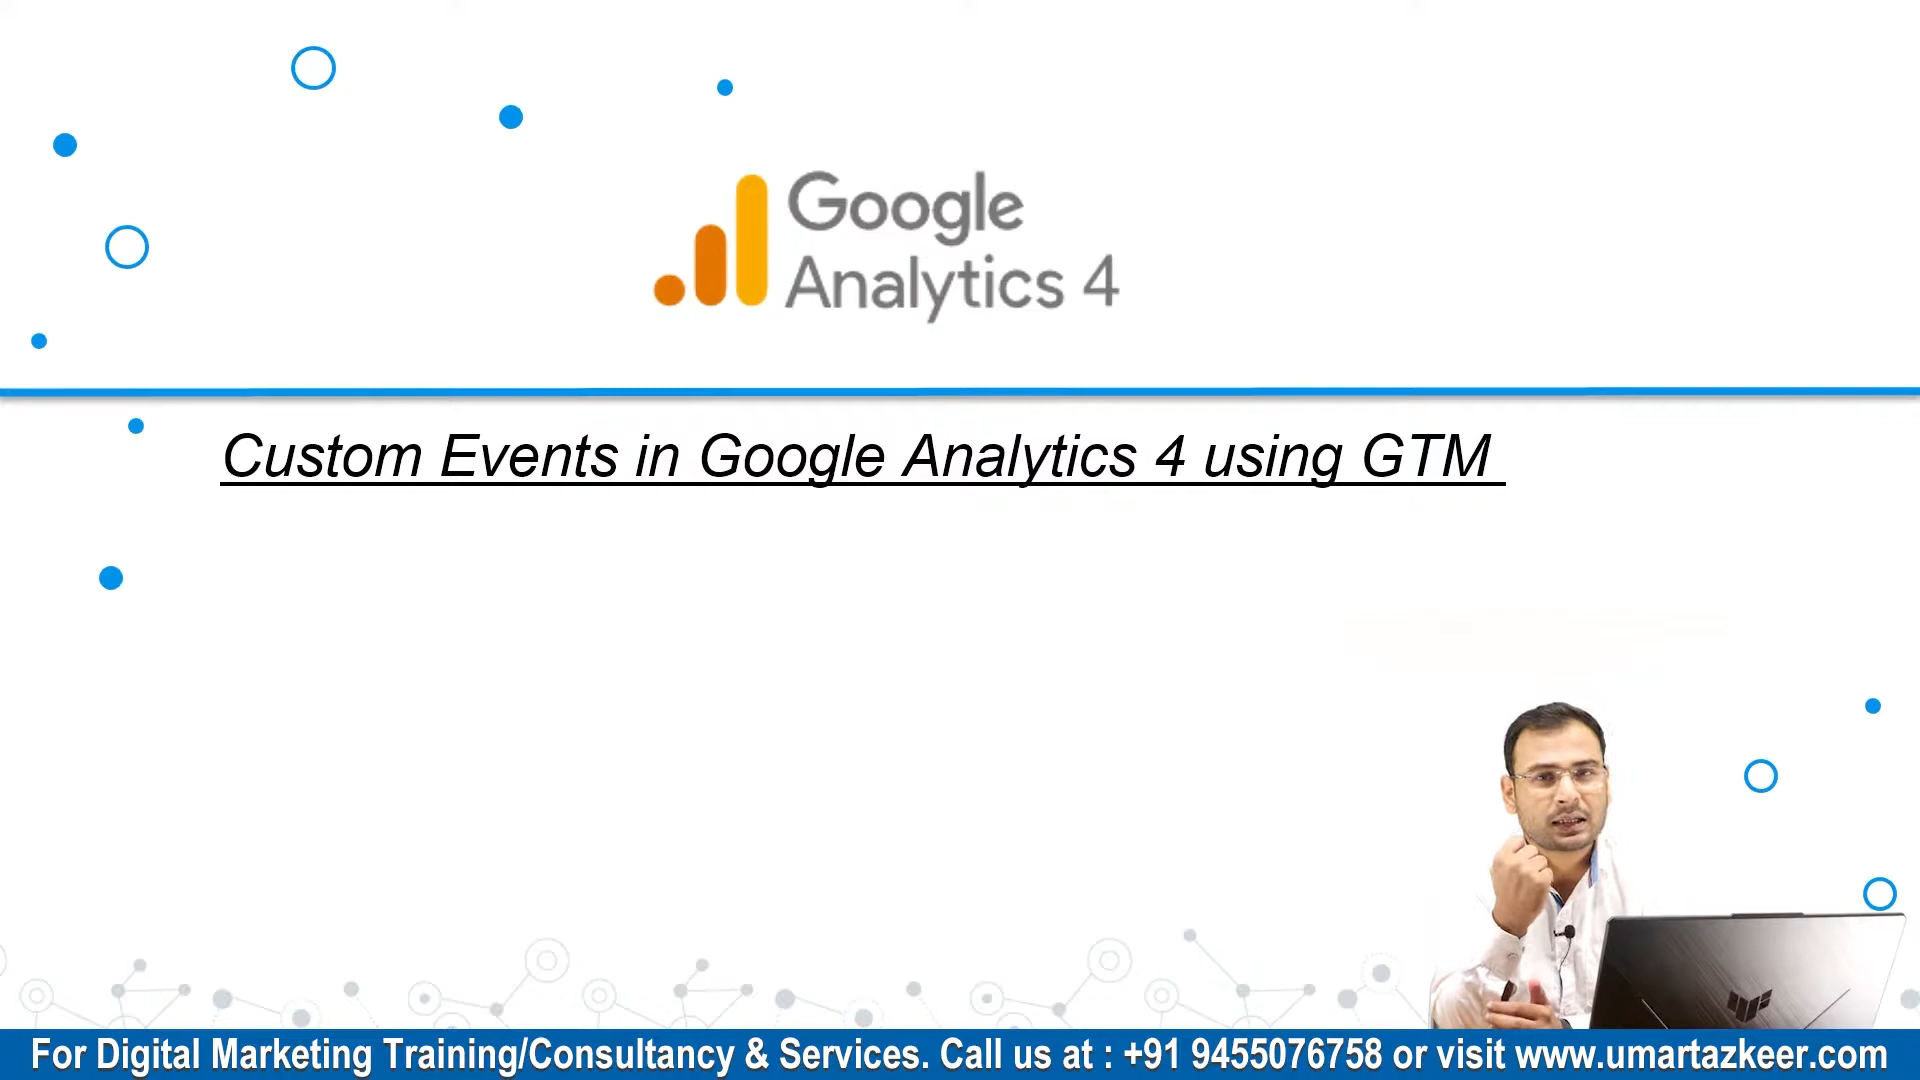 Google
Analytics 4
Custom Events in Google Analytics 4 using GTM
For Digital Marketing Training/Consultancy & Services. Call us at : +91 9455076758 or visit www.umartazkeer.com